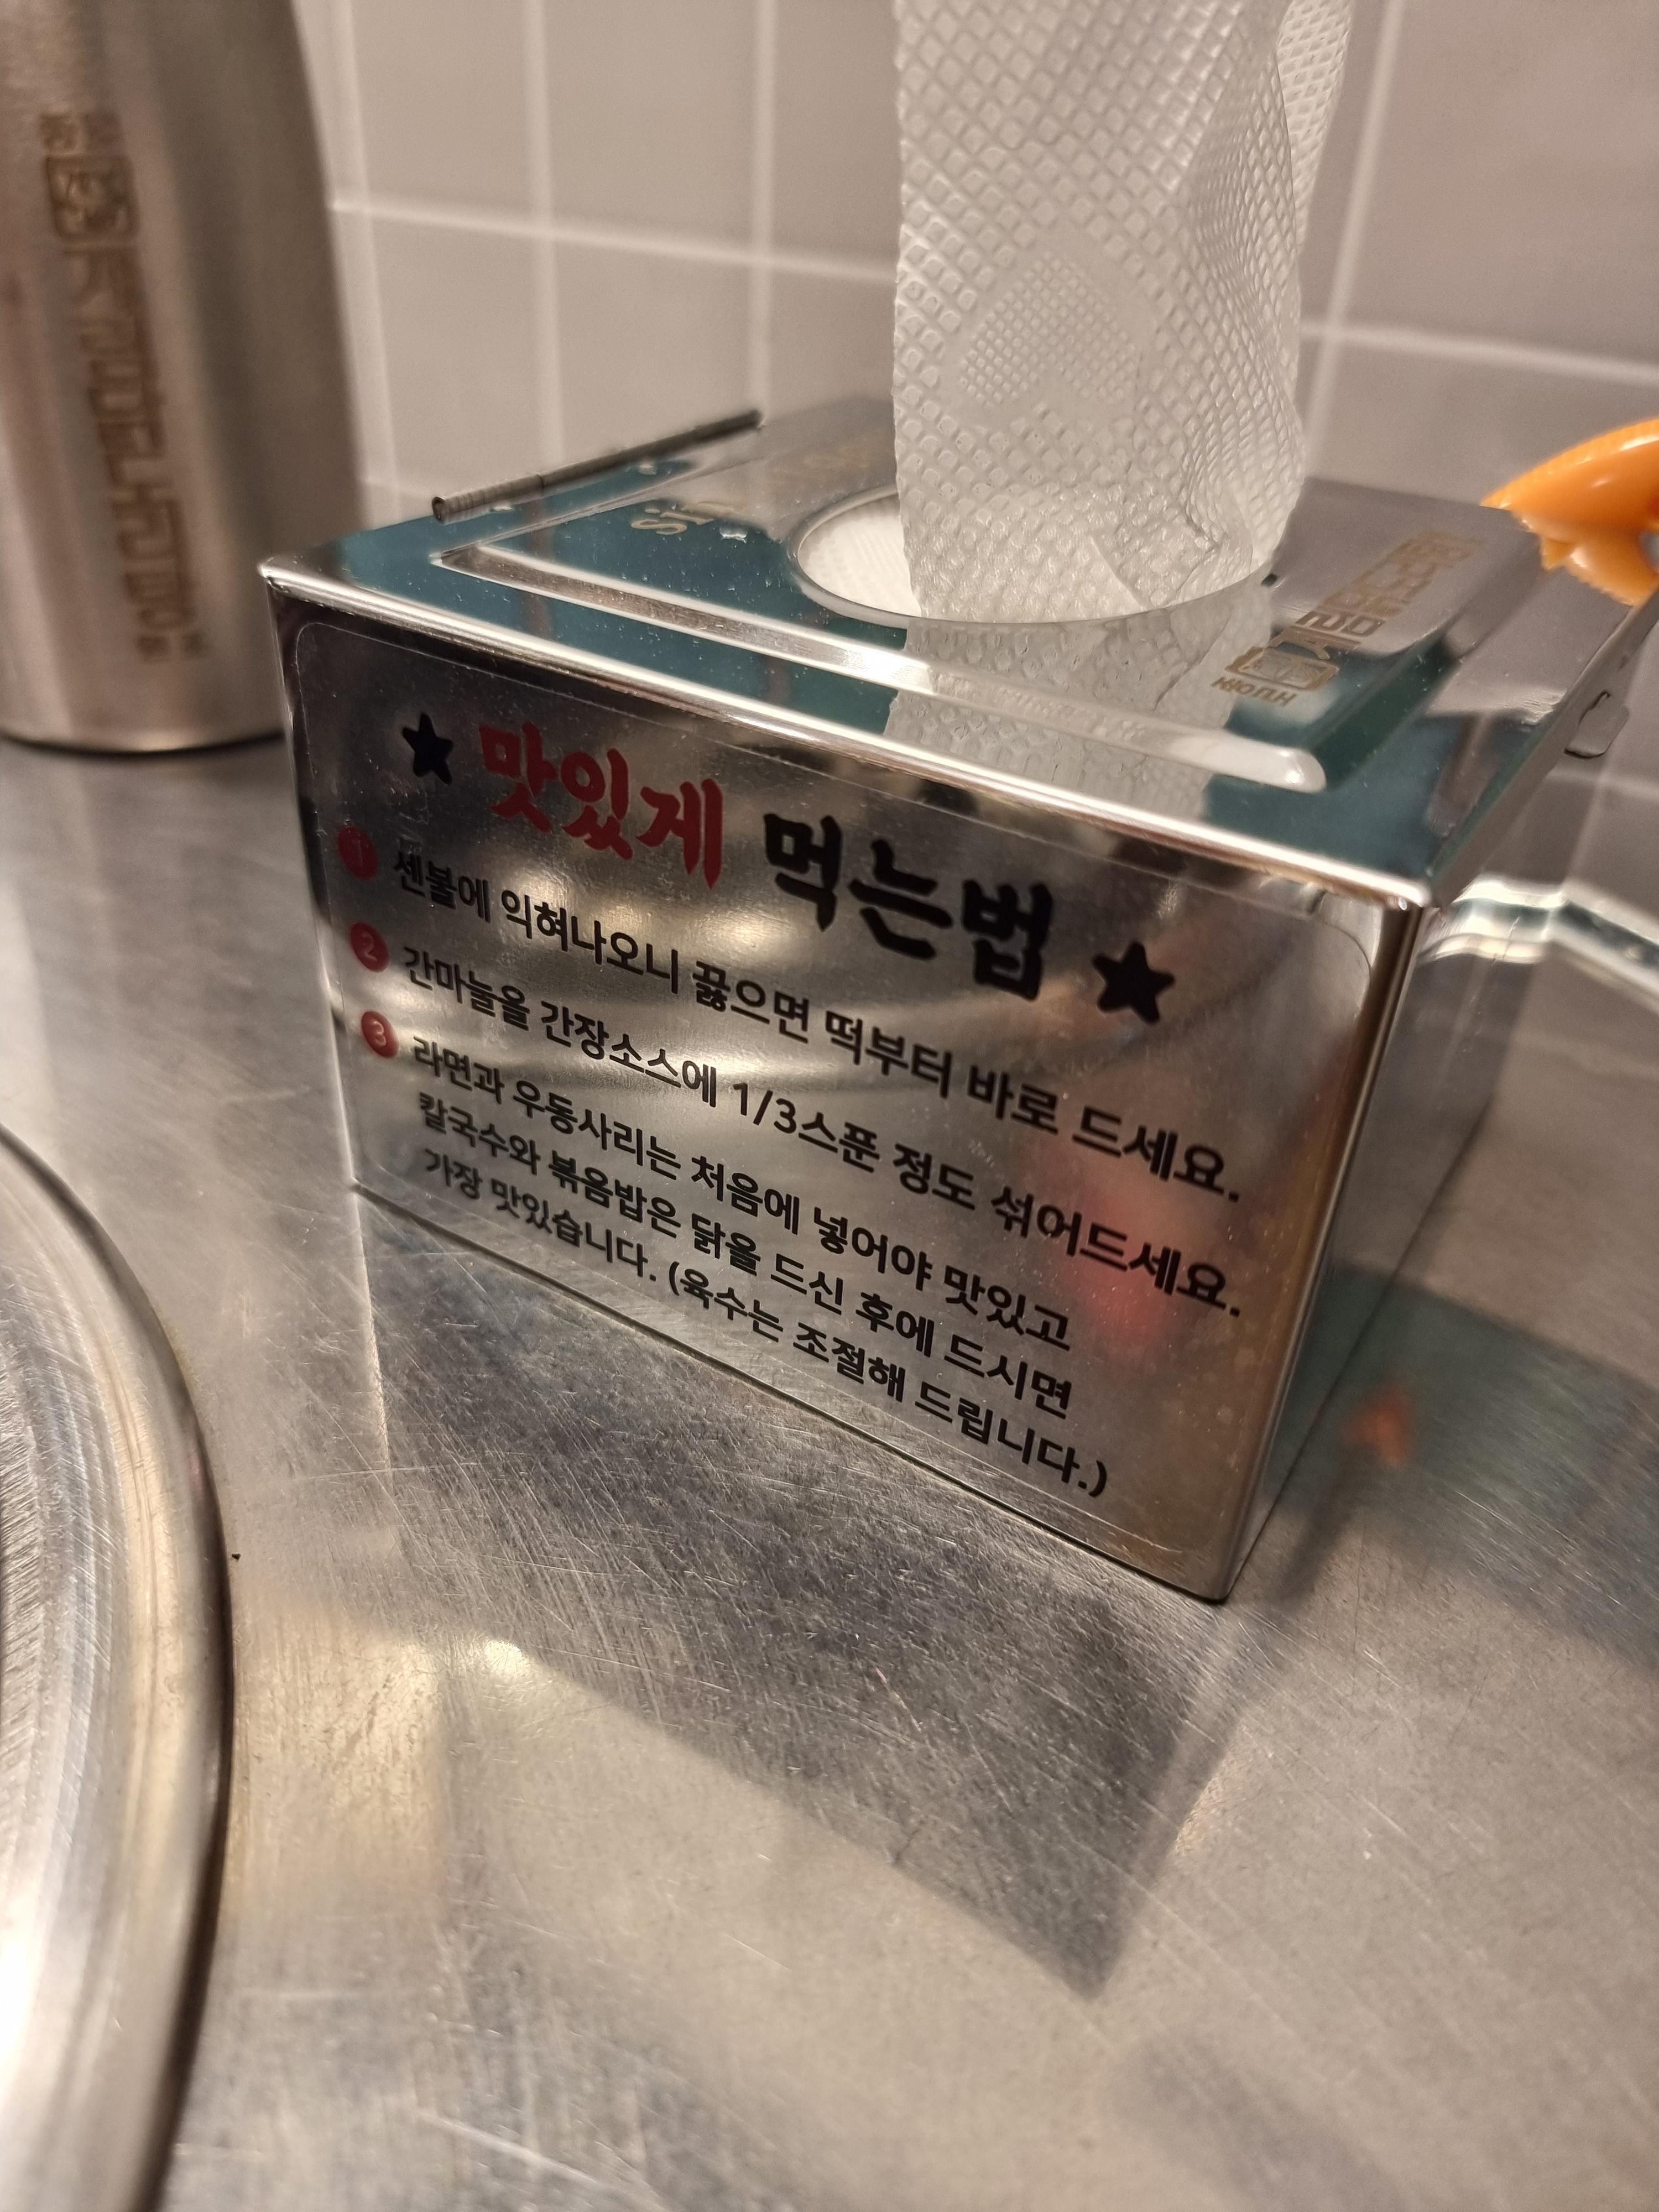 ★ 맛있게 먹는법 ★
1 센불에 익혀나오니 끓으면 떡부터 바로 드세요.
2 간마늘을 간장소스에 1/3스푼 정도 섞어드세요.
3 라면과 우동사리는 처음에 넣어야 맛있고
칼국수와 볶음밥은 닭을 드신 후에 드시면
가장 맛있습니다. (육수는 조절해 드립니다.)